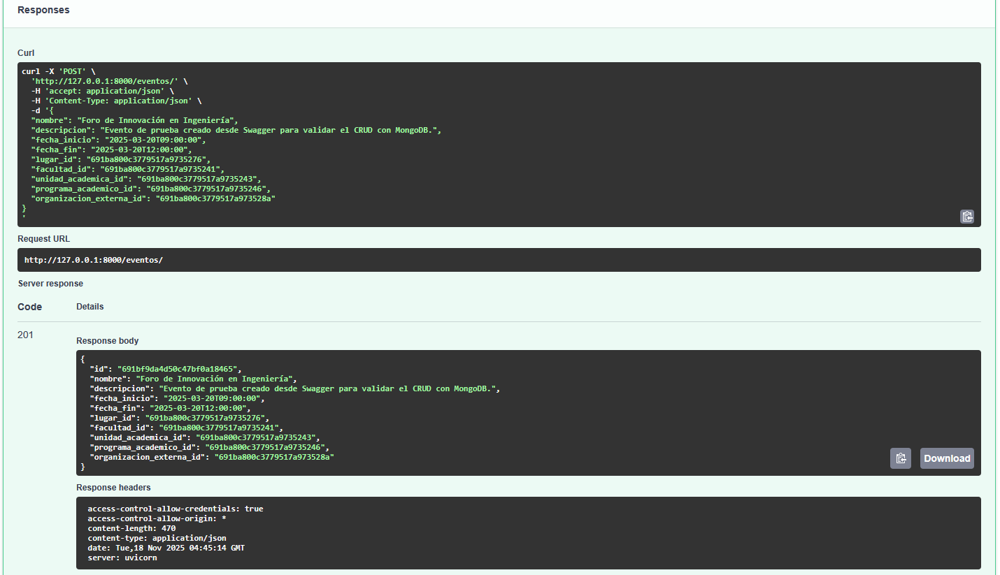 Responses
Curl
curl -X 'POST' \
'http://127.0.0.1:8000/eventos/' \
-H 'accept: application/json' \
-H 'Content-Type: application/json' \
-d '{
"nombre": "Foro de Innovación en Ingeniería",
"descripcion": "Evento de prueba creado desde Swagger para validar el CRUD con MongoDB.",
"fecha_inicio": "2025-03-20T09:00:00",
"fecha_fin": "2025-03-20T12:00:00",
"lugar_id": "691ba800c3779517a9735276",
"facultad_id": "691ba800c3779517a9735241",
"unidad_academica_id": "691ba800c3779517a9735243",
"programa_academico_id": "691ba800c3779517a9735246",
"organizacion_externa_id": "691ba800c3779517a973528a"
}
'
Request URL
http://127.0.0.1:8000/eventos/
Server response
Code Details
201
Response body
{
"id": "691bf9da4d50c47bf0a18465",
"nombre": "Foro de Innovación en Ingeniería",
"descripcion": "Evento de prueba creado desde Swagger para validar el CRUD con MongoDB.",
"fecha_inicio": "2025-03-20T09:00:00",
"fecha_fin": "2025-03-20T12:00:00",
"lugar_id": "691ba800c3779517a9735276",
"facultad_id": "691ba800c3779517a9735241",
"unidad_academica_id": "691ba800c3779517a9735243",
"programa_academico_id": "691ba800c3779517a9735246",
"organizacion_externa_id": "691ba800c3779517a973528a"
}
Download
Response headers
access-control-allow-credentials: true
access-control-allow-origin: *
content-length: 470
content-type: application/json
date: Tue,18 Nov 2025 04:45:14 GMT
server: uvicorn